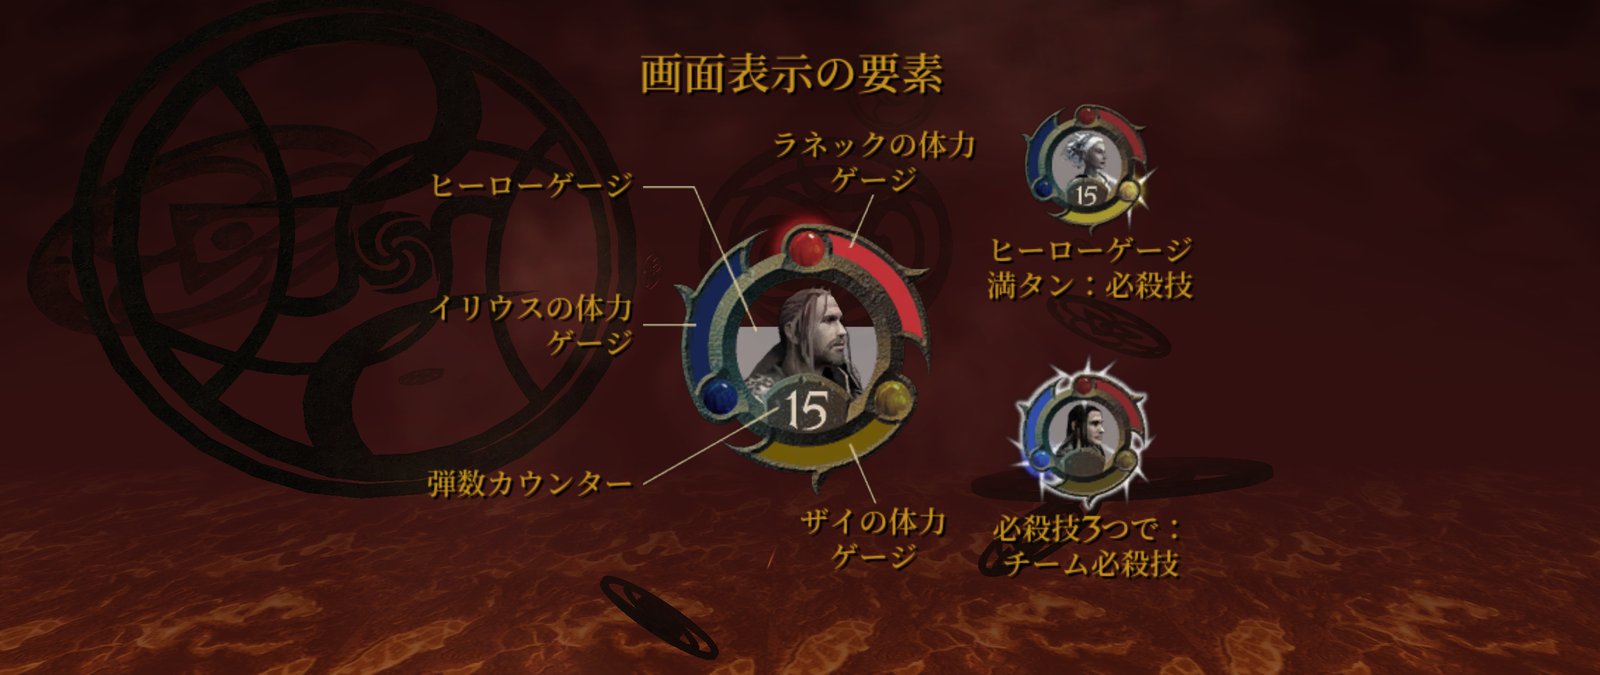 画面表示の要素
ラネックの体力
ゲージ
ヒーローゲージ
イリウスの体力
ゲージ
15
弾数カウンター
ザイの体力
ゲージ
15
ヒーローゲージ
満タン：必殺技
必殺技3つで：
チーム必殺技